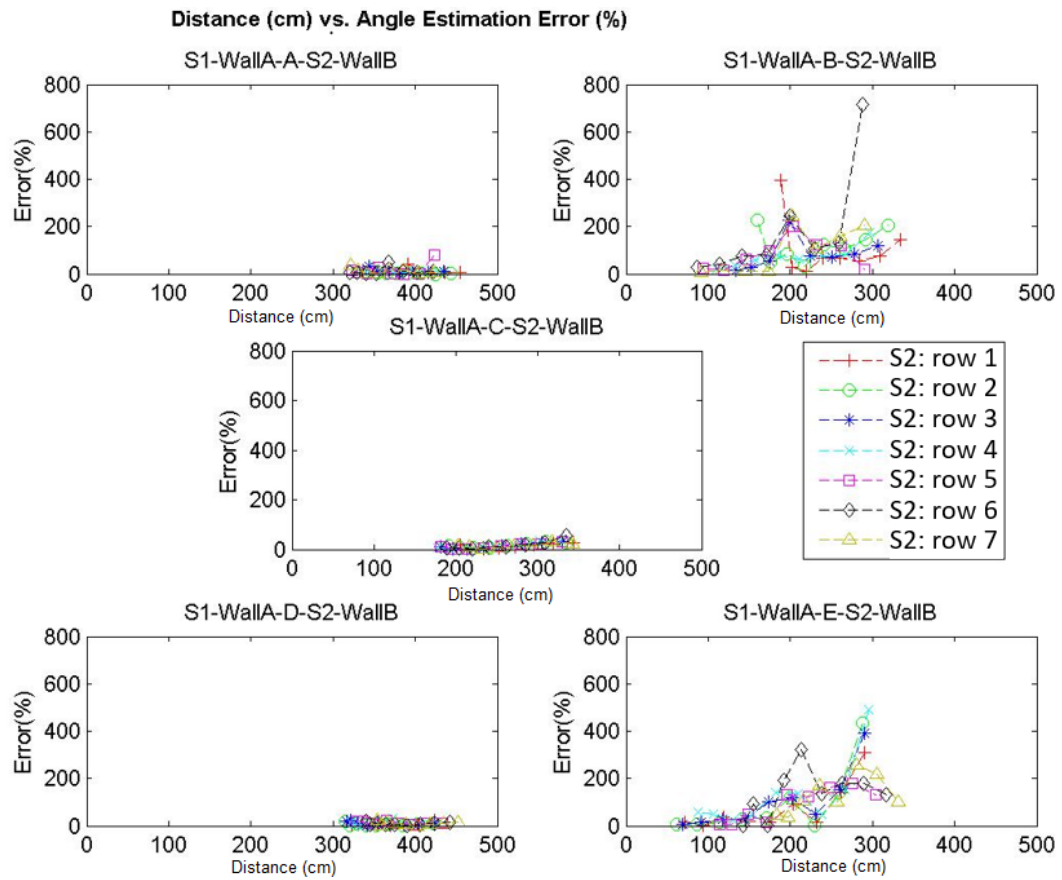 Distance (cm) vs. Angle Estimation Error (%)
S1-WallA-A-S2-WallB
800
600
400
200
0
0 100 200 300 400 500
Error(%)
Distance (cm)
S1-WallA-B-S2-WallB
800
600
400
200
0
0 100 200 300 400 500
Error(%)
Distance (cm)
S1-WallA-C-S2-WallB
800
600
400
200
0
0 100 200 300 400 500
Error(%)
Distance (cm)
S2: row 1
S2: row 2
S2: row 3
S2: row 4
S2: row 5
S2: row 6
S2: row 7
S1-WallA-D-S2-WallB
800
600
400
200
0
0 100 200 300 400 500
Error(%)
Distance (cm)
S1-WallA-E-S2-WallB
800
600
400
200
0
0 100 200 300 400 500
Error(%)
Distance (cm)